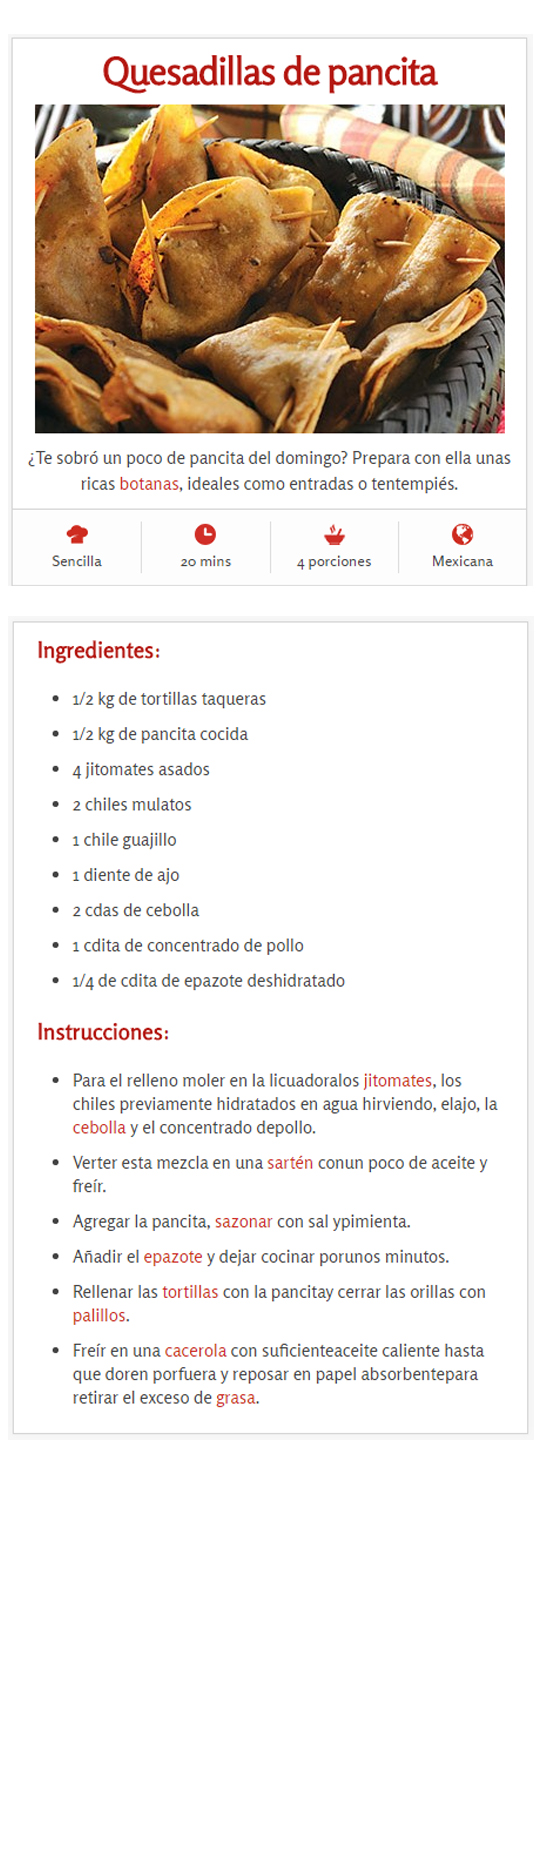 Quesadillas de pancita
¿Te sobró un poco de pancita del domingo? Prepara con ella unas
ricas botanas, ideales como entradas o tentempiés.
Sencilla
20 mins
4 porciones
Mexicana
Ingredientes:
• 1/2 kg de tortillas taqueras
• 1/2 kg de pancita cocida
• 4 jitomates asados
• 2 chiles mulatos
• 1 chile guajillo
• 1 diente de ajo
• 2 cdas de cebolla
• 1 cdita de concentrado de pollo
• 1/4 de cdita de epazote deshidratado
Instrucciones:
• Para el relleno moler en la licuadoralos jitomates, los
chiles previamente hidratados en agua hirviendo, elajo, la
cebolla y el concentrado depollo.
• Verter esta mezcla en una sartén conun poco de aceite y
freír.
• Agregar la pancita, sazonar con sal ypimienta.
• Añadir el epazote y dejar cocinar porunos minutos.
• Rellenar las tortillas con la pancitay cerrar las orillas con
palillos.
• Freír en una cacerola con suficienteaceite caliente hasta
que doren porfuera y reposar en papel absorbentepara
retirar el exceso de grasa.